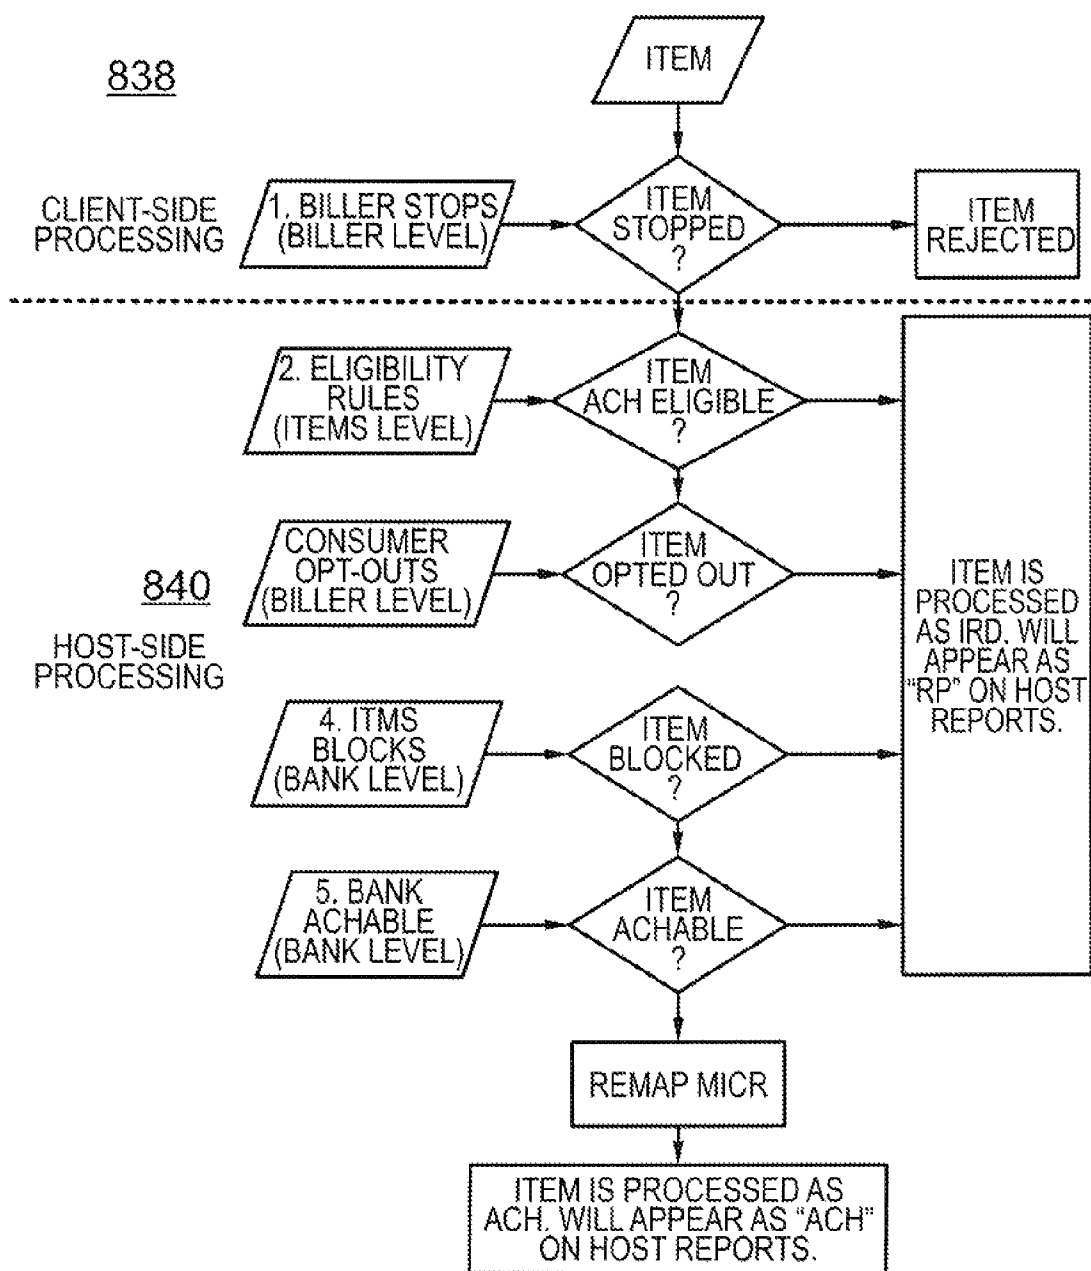 838
ITEM
CLIENT-SIDE
PROCESSING
1. BILLER STOPS
(BILLER LEVEL)
ITEM
STOPPED
?
ITEM
REJECTED
840
HOST-SIDE
PROCESSING
2. ELIGIBILITY
RULES
(ITEMS LEVEL)
ITEM
ACH ELIGIBLE
?
CONSUMER
OPT-OUTS
(BILLER LEVEL)
ITEM
OPTED OUT
?
4. ITMS
BLOCKS
(BANK LEVEL)
ITEM
BLOCKED
?
5. BANK
ACHABLE
(BANK LEVEL)
ITEM
ACHABLE
?
ITEM IS
PROCESSED
AS IRD. WILL
APPEAR AS
"RP" ON HOST
REPORTS.
REMAP MICR
ITEM IS PROCESSED AS
ACH. WILL APPEAR AS "ACH"
ON HOST REPORTS.